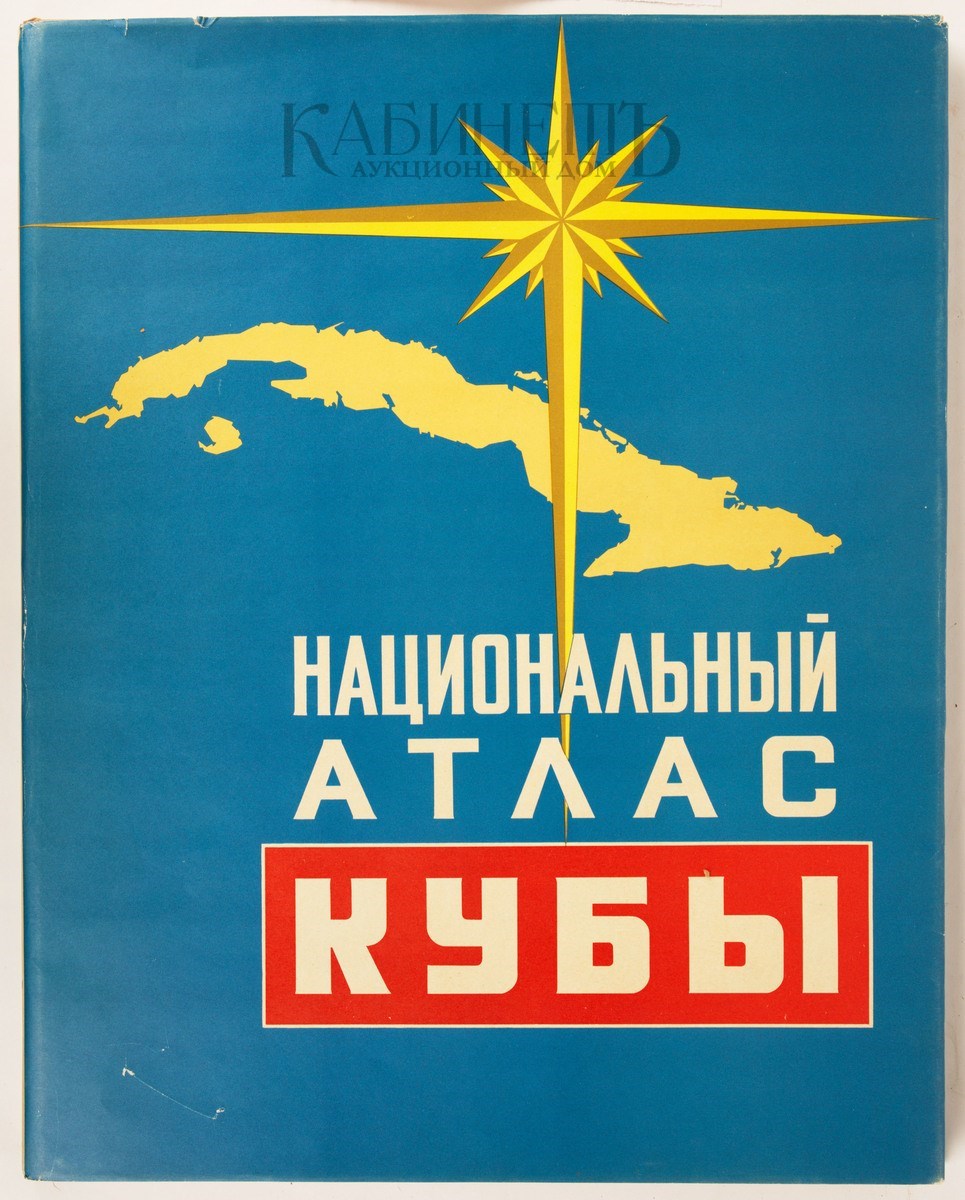 КАБИНЕТЪ
АУКЦИОННЫЙ ДОМ
НАЦИОНАЛЬНЫЙ
АТЛАС
КУБЫ